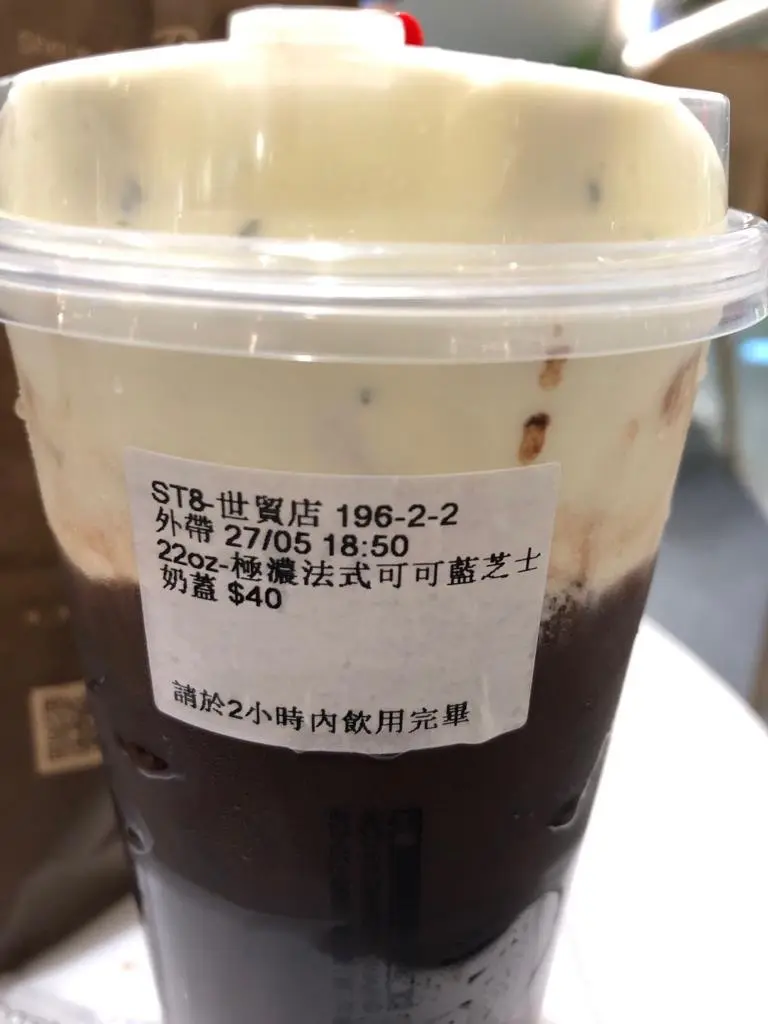 ST8-世貿店 196-2-2
外帶 27/05 18:50
22oz-極濃法式可可藍芝士
奶蓋 $40
請於2小時內飲用完畢